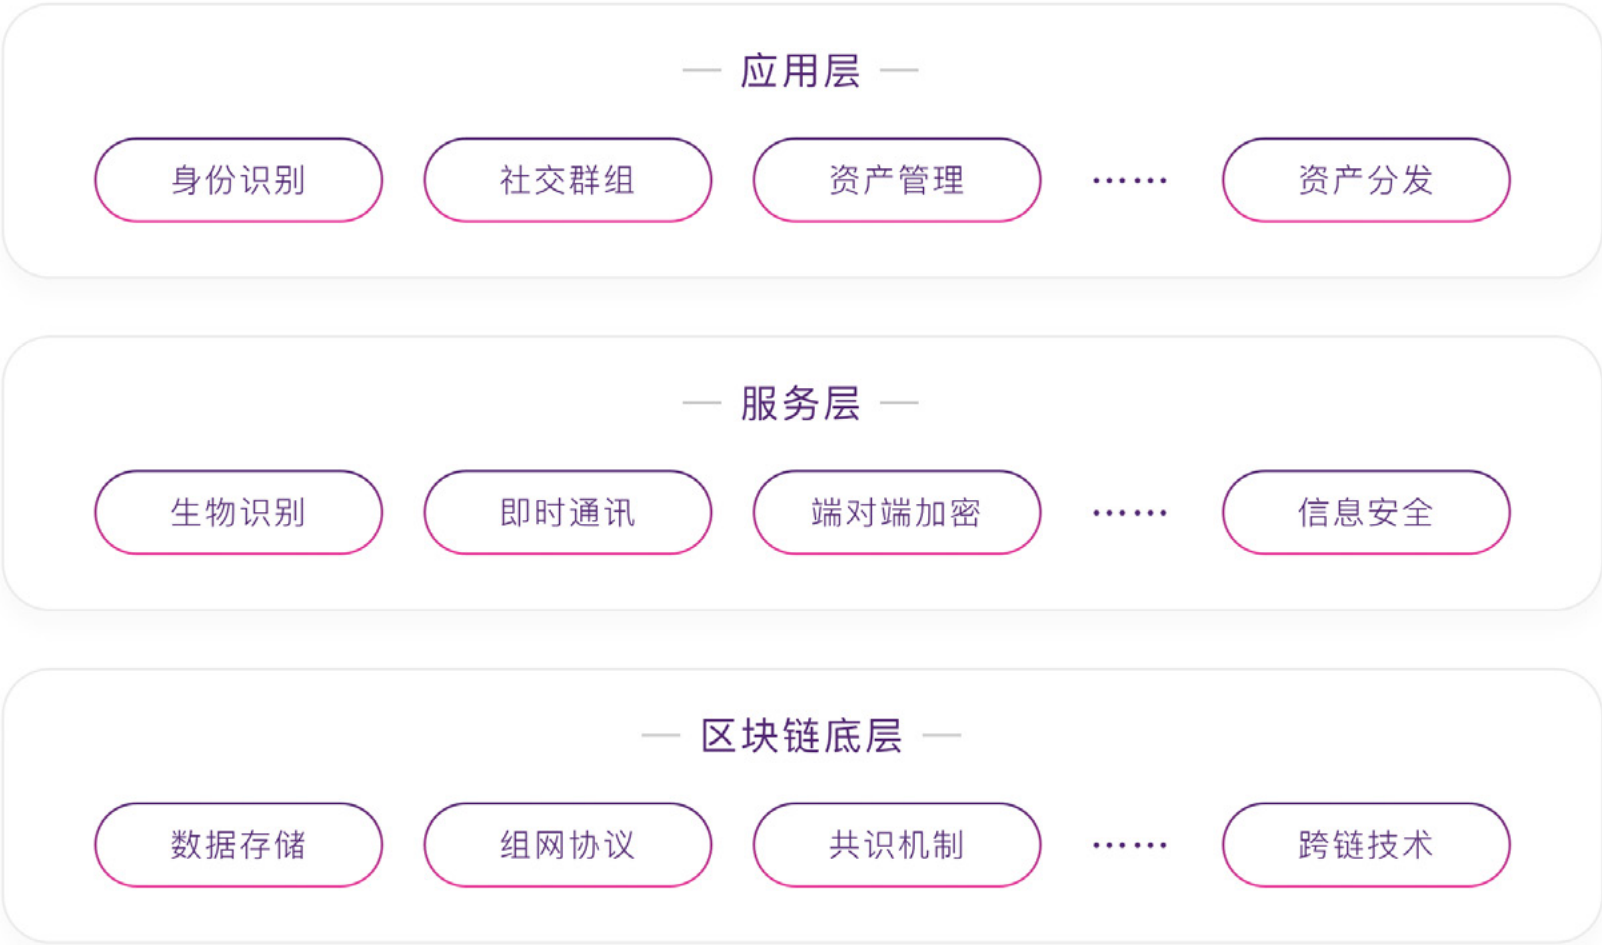 应用层
身份识别 社交群组 资产管理 …… 资产分发
服务层
生物识别 即时通讯 端对端加密 …… 信息安全
区块链底层
数据存储 组网协议 共识机制 …… 跨链技术